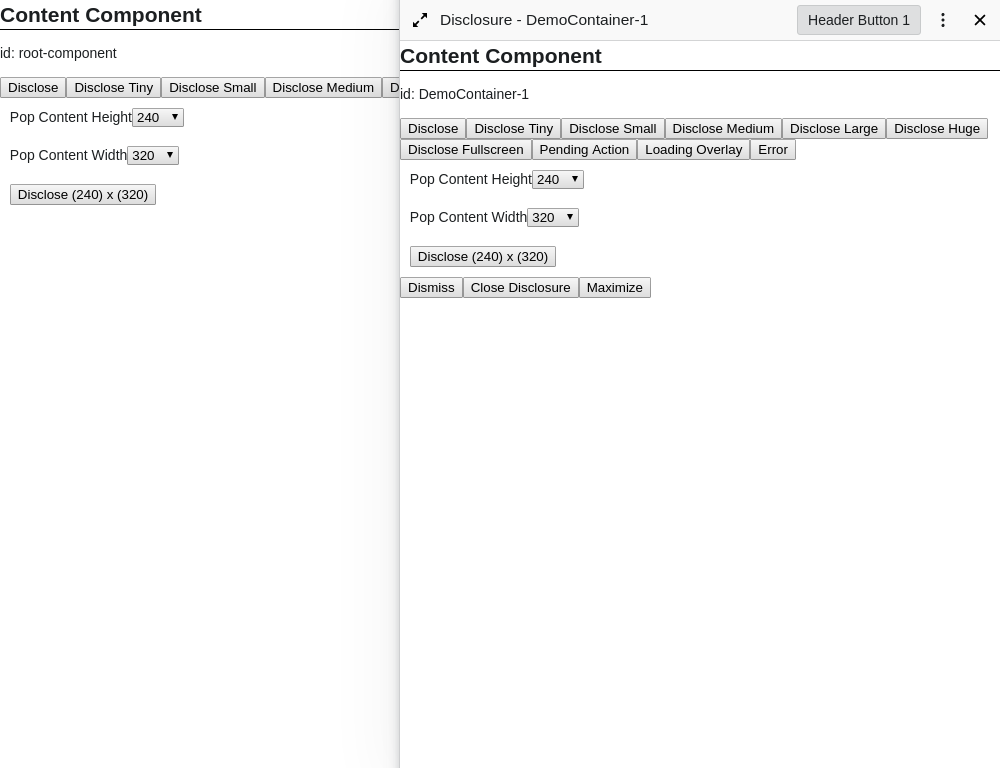 Content Component
id: root-component
Disclose Disclose Tiny Disclose Small Disclose Medium D
Pop Content Height 240
Pop Content Width 320
Disclose (240) x (320)
Disclosure - DemoContainer-1 Header Button 1
Content Component
id: DemoContainer-1
Disclose Disclose Tiny Disclose Small Disclose Medium Disclose Large Disclose Huge
Disclose Fullscreen Pending Action Loading Overlay Error
Pop Content Height 240
Pop Content Width 320
Disclose (240) x (320)
Dismiss Close Disclosure Maximize